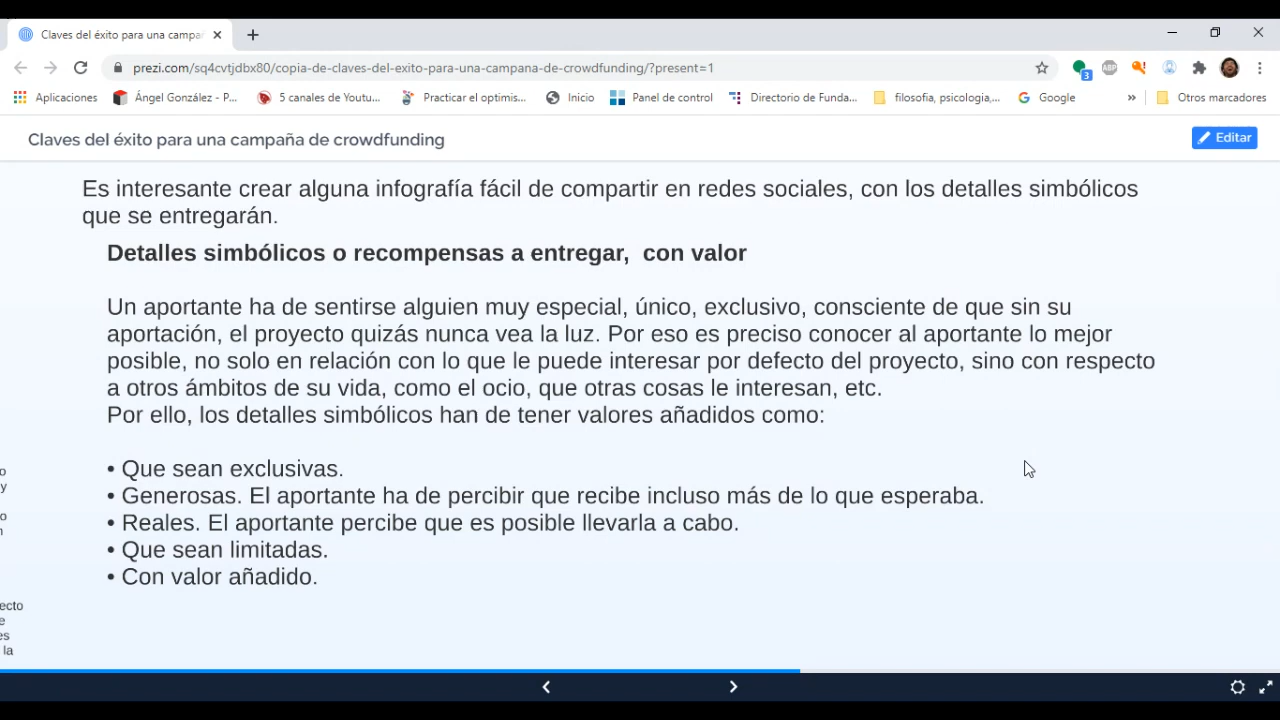 Claves del éxito para una campa
prezi.com/sq4cvtjdbx80/copia-de-claves-del-exito-para-una-campana-de-crowdfunding/?present=1
3
ABP
Aplicaciones
Ángel González - P...
5 canales de Youtu...
Practicar el optimis...
Inicio
Panel de control
Directorio de Funda...
filosofia, psicologia,...
Google
»
Otros marcadores
Claves del éxito para una campaña de crowdfunding
Editar
Es interesante crear alguna infografía fácil de compartir en redes sociales, con los detalles simbólicos
que se entregarán.
Detalles simbólicos o recompensas a entregar, con valor
Un aportante ha de sentirse alguien muy especial, único, exclusivo, consciente de que sin su
aportación, el proyecto quizás nunca vea la luz. Por eso es preciso conocer al aportante lo mejor
posible, no solo en relación con lo que le puede interesar por defecto del proyecto, sino con respecto
a otros ámbitos de su vida, como el ocio, que otras cosas le interesan, etc.
Por ello, los detalles simbólicos han de tener valores añadidos como:
• Que sean exclusivas.
• Generosas. El aportante ha de percibir que recibe incluso más de lo que esperaba.
• Reales. El aportante percibe que es posible llevarla a cabo.
• Que sean limitadas.
• Con valor añadido.
o
y
o
n
ecto
e
es
la